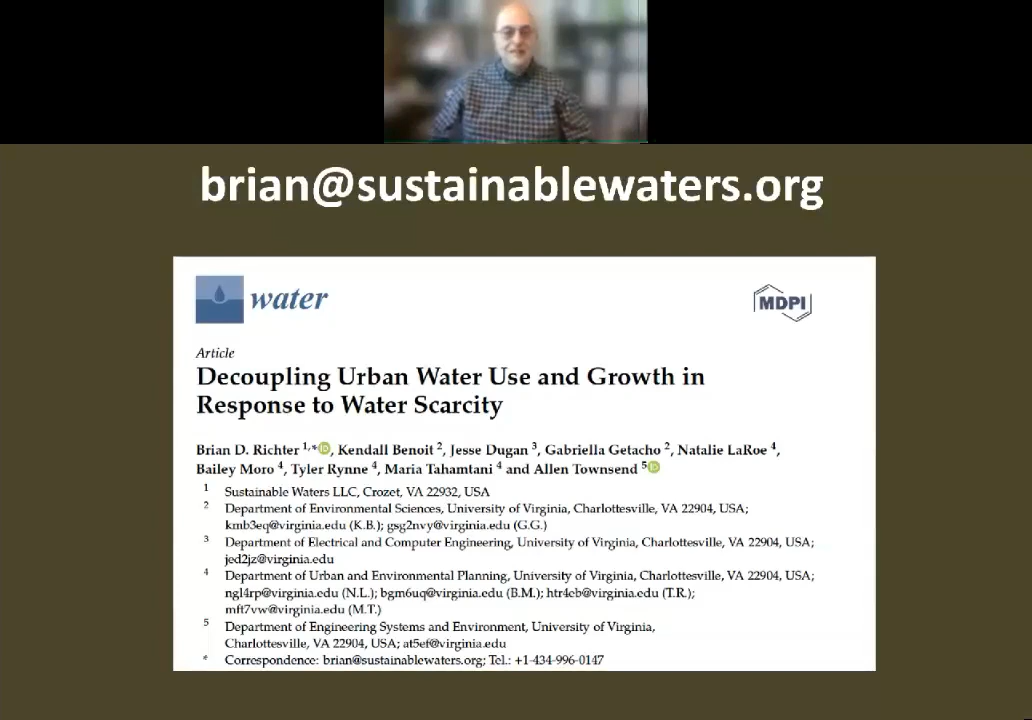 brian@sustainablewaters.org
water
MDPI
Article
Decoupling Urban Water Use and Growth in
Response to Water Scarcity
Brian D. Richter 1,*, Kendall Benoit 2, Jesse Dugan 3, Gabriella Getacho 2, Natalie LaRoe 4,
Bailey Moro 4, Tyler Rynne 4, Maria Tahamtani 4 and Allen Townsend 5
1 Sustainable Waters LLC, Crozet, VA 22932, USA
2 Department of Environmental Sciences, University of Virginia, Charlottesville, VA 22904, USA;
kmb3eq@virginia.edu (K.B.); gsg2nvy@virginia.edu (G.G.)
3 Department of Electrical and Computer Engineering, University of Virginia, Charlottesville, VA 22904, USA;
jed2jz@virginia.edu
4 Department of Urban and Environmental Planning, University of Virginia, Charlottesville, VA 22904, USA;
ngl4rp@virginia.edu (N.L.); bgm6uq@virginia.edu (B.M.); htr4eb@virginia.edu (T.R.);
mft7vw@virginia.edu (M.T.)
5 Department of Engineering Systems and Environment, University of Virginia,
Charlottesville, VA 22904, USA; at5ef@virginia.edu
* Correspondence: brian@sustainablewaters.org; Tel.: +1-434-996-0147